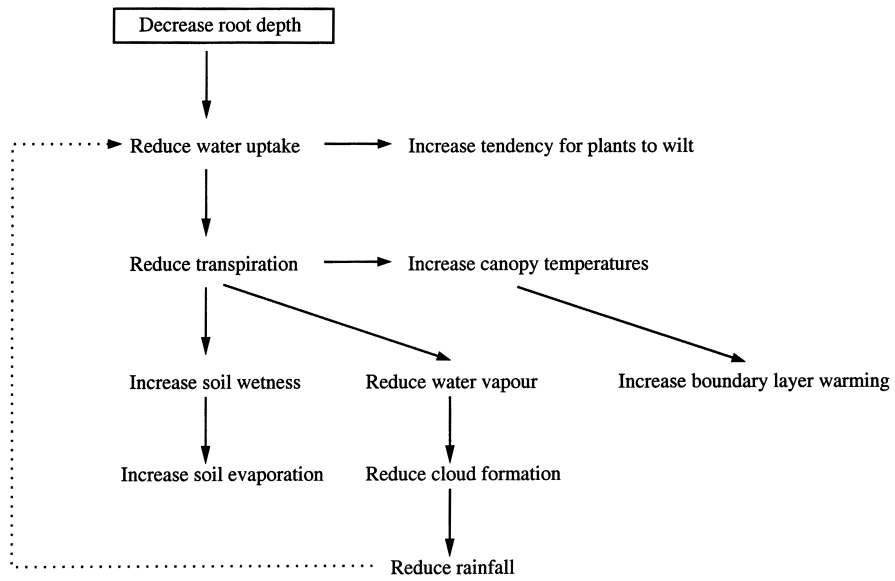 Decrease root depth
Reduce water uptake
Increase tendency for plants to wilt
Reduce transpiration
Increase canopy temperatures
Increase soil wetness
Reduce water vapour
Increase boundary layer warming
Increase soil evaporation
Reduce cloud formation
Reduce rainfall